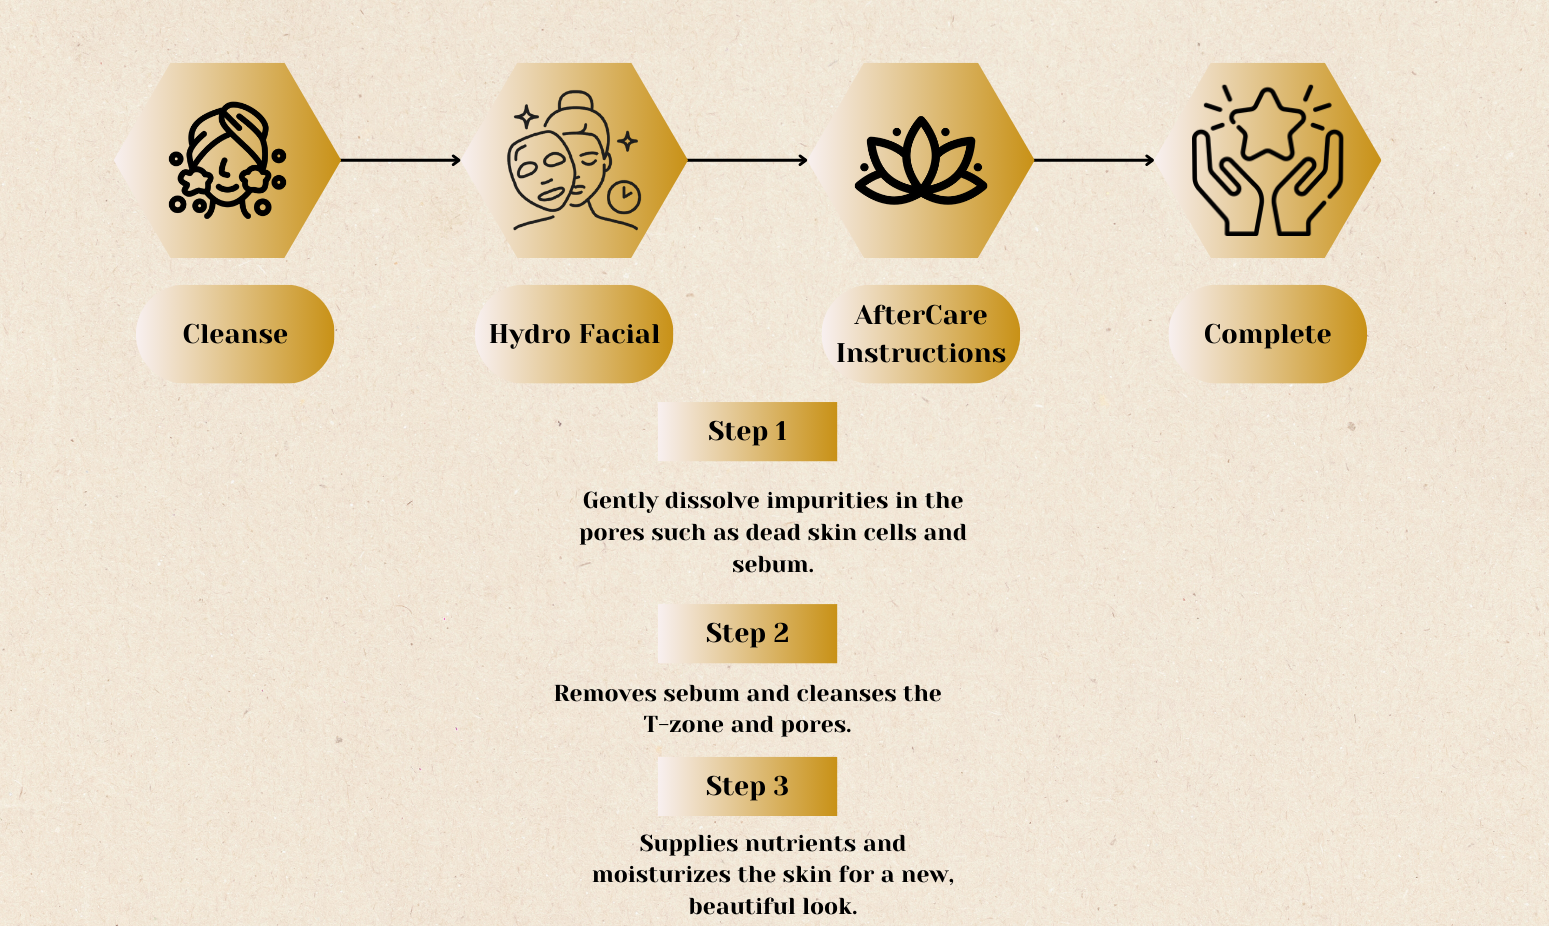 Cleanse
Hydro Facial
AfterCare
Instructions
Complete
Step 1
Gently dissolve impurities in the
pores such as dead skin cells and
sebum.
Step 2
Removes sebum and cleanses the
T-zone and pores.
Step 3
Supplies nutrients and
moisturizes the skin for a new,
beautiful look.